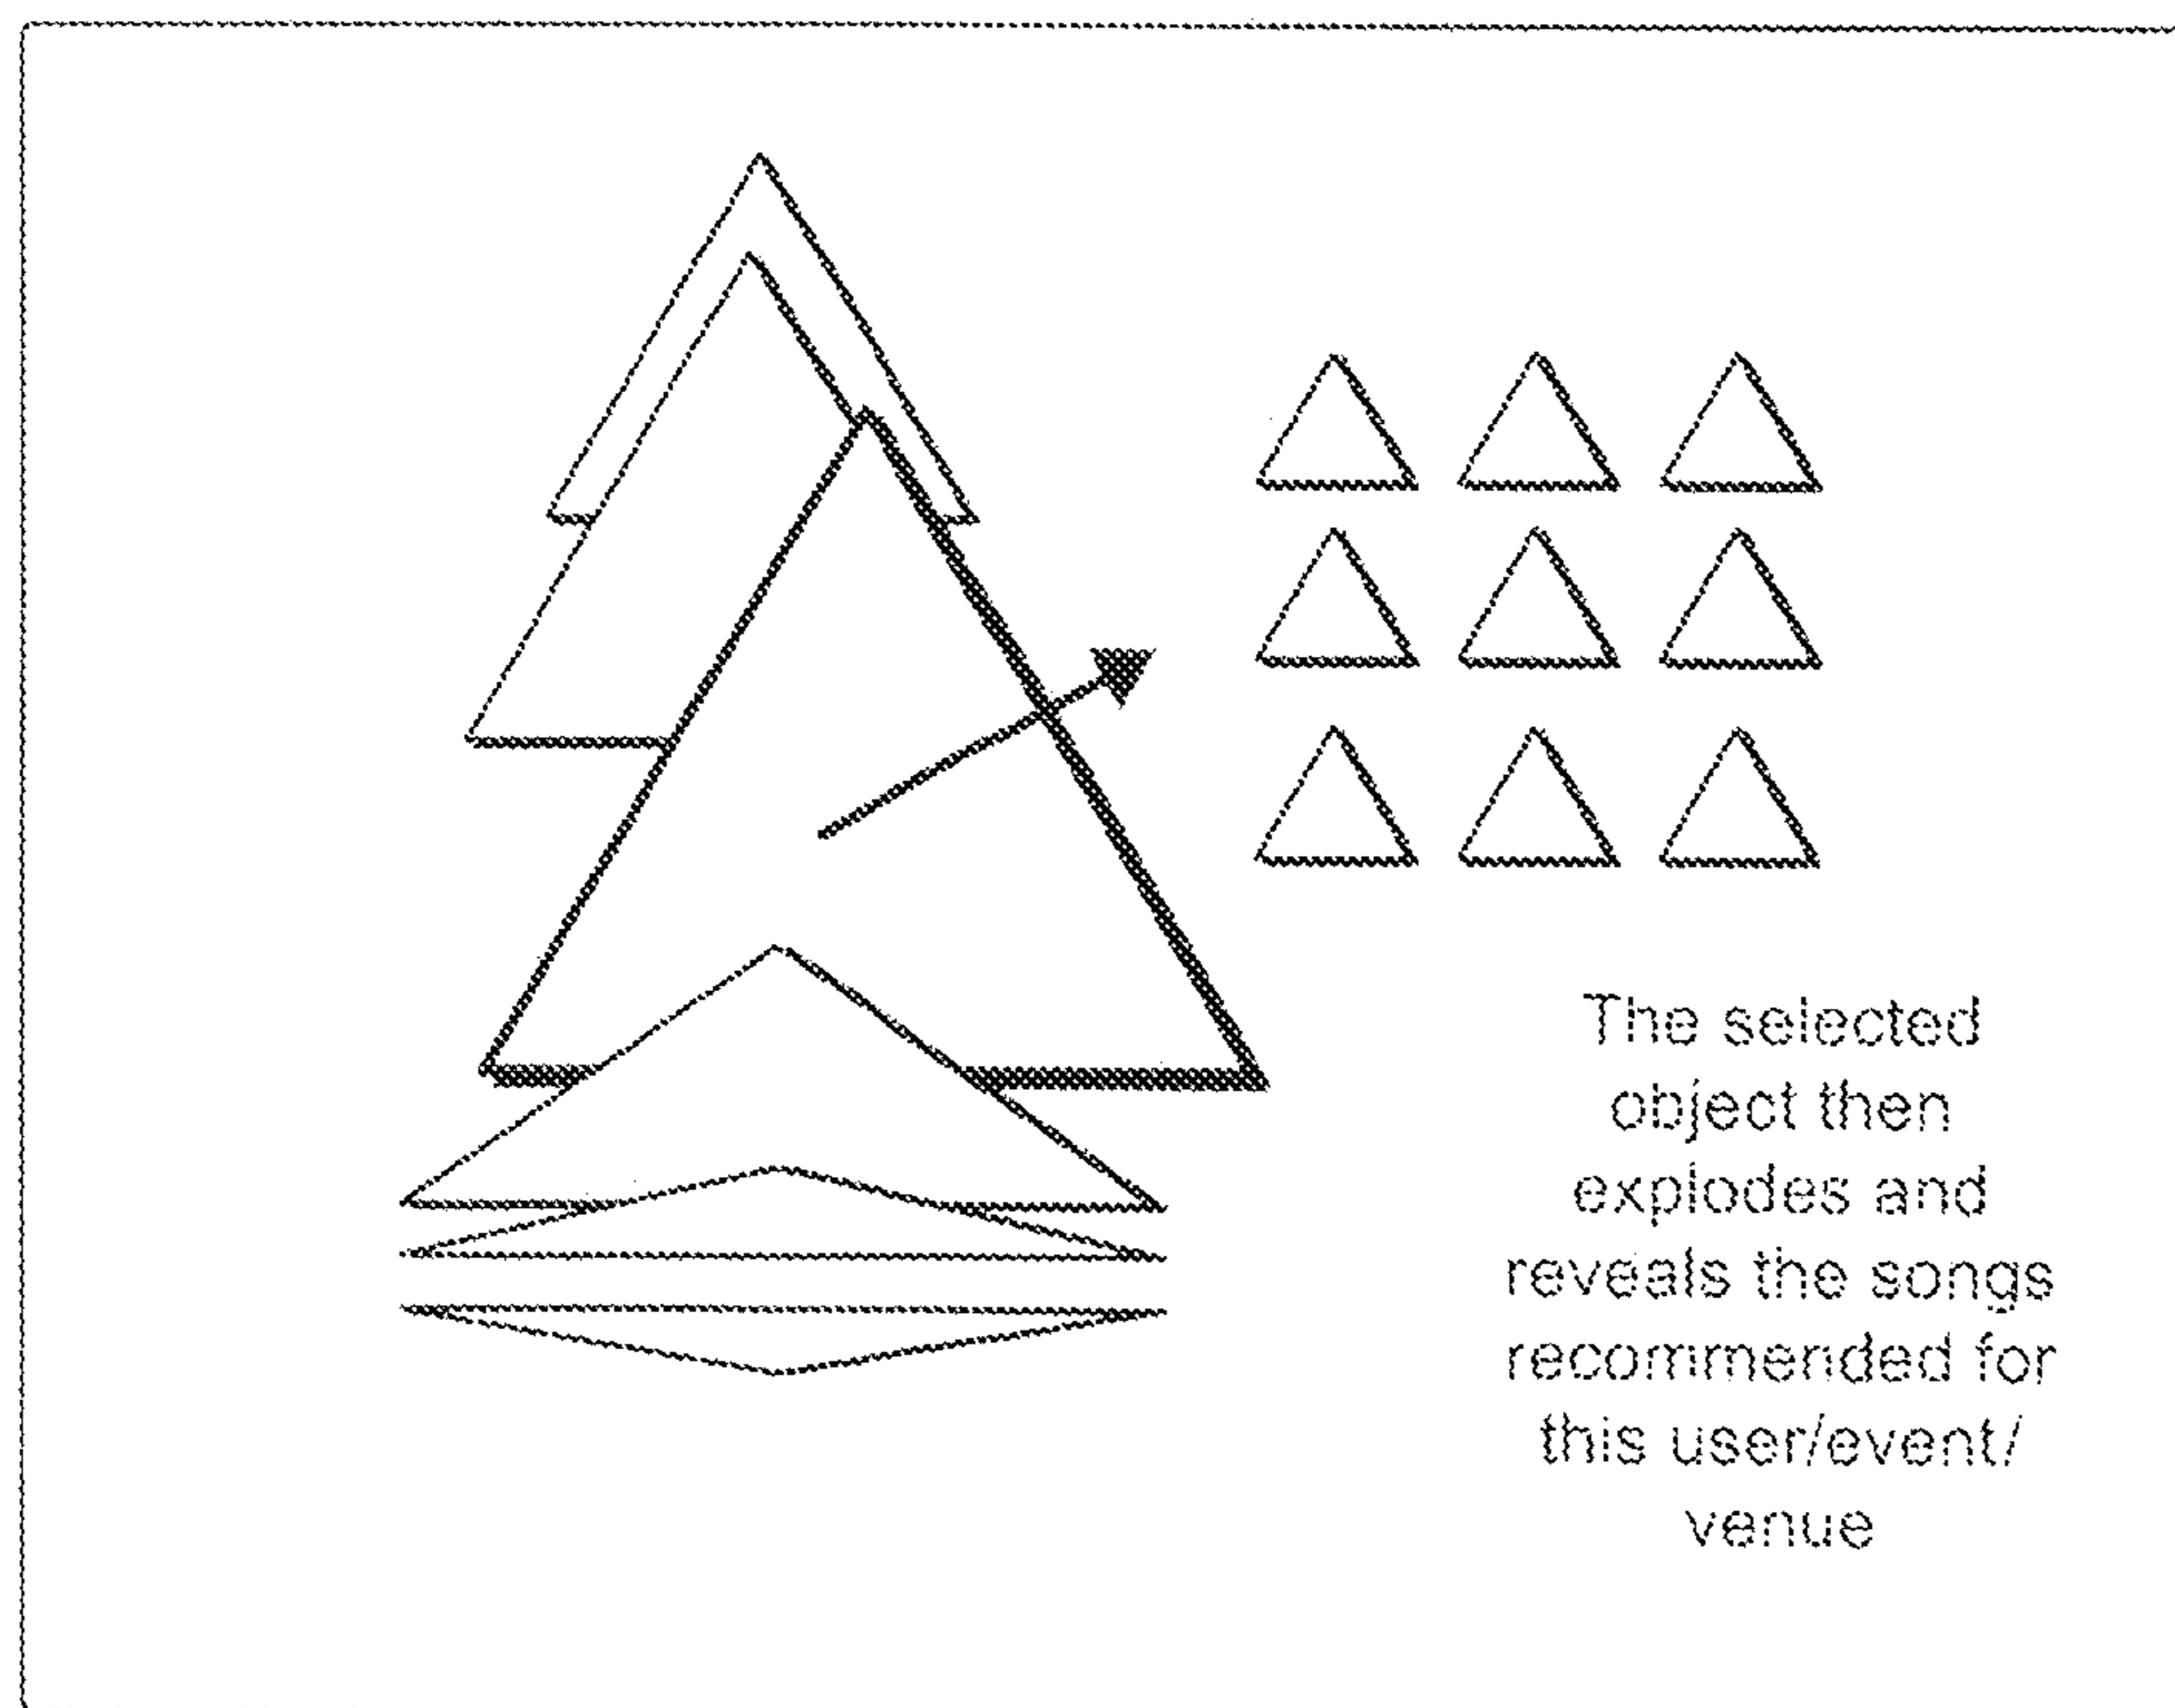 The selected
object then
explodes and
reveals the songs
recommended for
this user/event/
venue